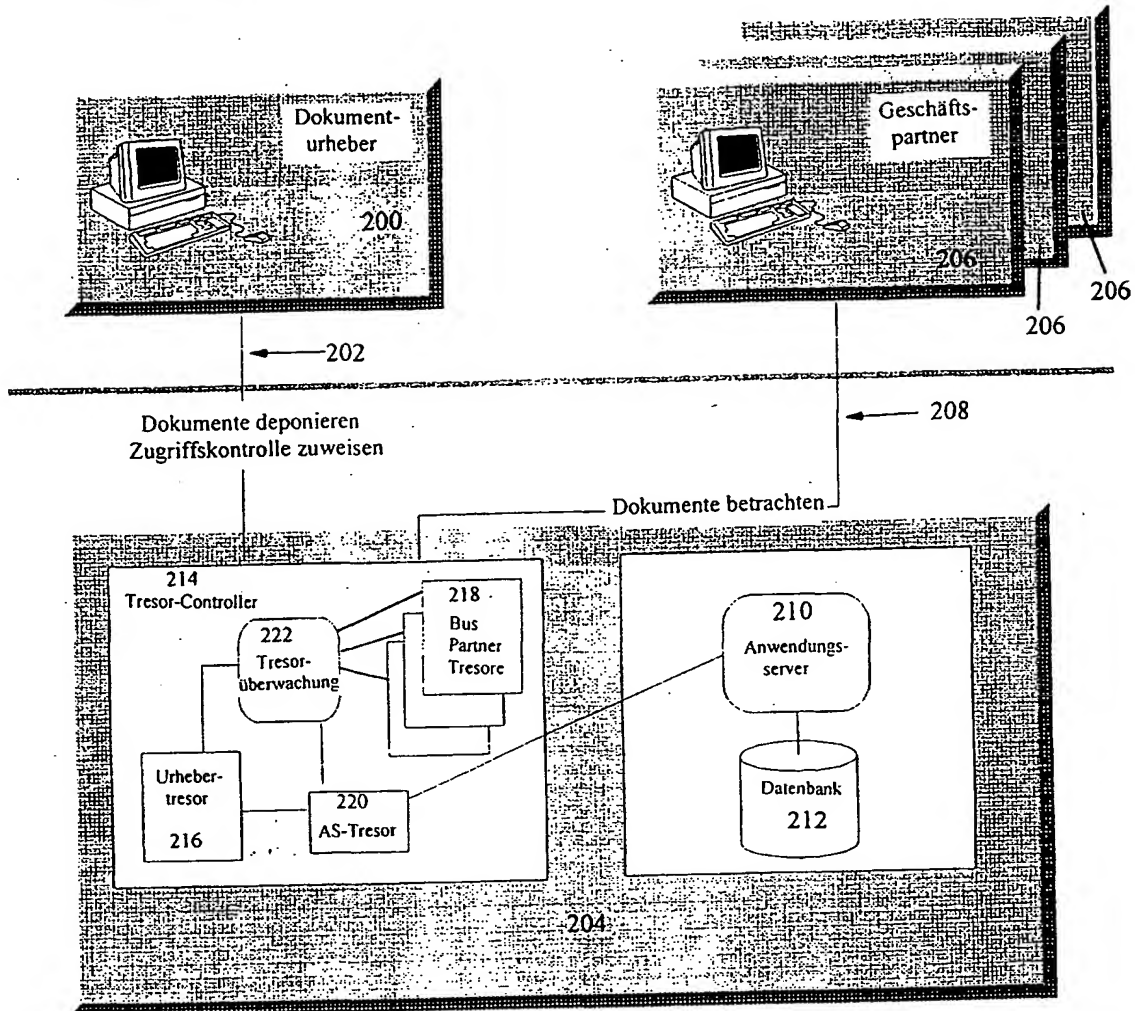 Dokument-
urheber
200
Geschäfts-
partner
206
206
206
202
208
Dokumente deponieren
Zugriffskontrolle zuweisen
Dokumente betrachten
214
Tresor-Controller
222
Tresor-
überwachung
218
Bus
Partner
Tresore
Urheber-
tresor
216
220
AS-Tresor
210
Anwendungs-
server
Datenbank
212
204